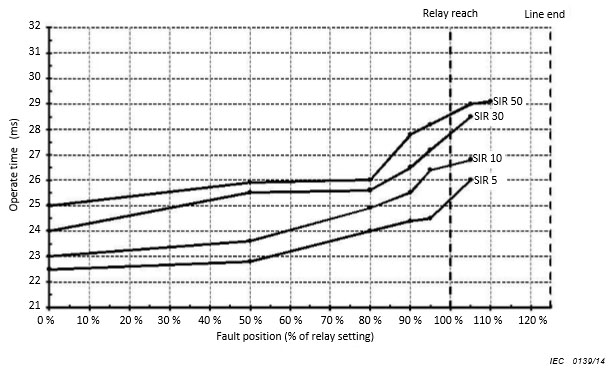 Relay reach
Line end
32
31
30
29
28
27
26
25
24
23
22
21
Operate time (ms)
SIR 50
SIR 30
SIR 10
SIR 5
0 %
10 %
20 %
30 %
40 %
50 %
60 %
70 %
80 %
90 %
100 %
110 %
120 %
Fault position (% of relay setting)
IEC 0139/14